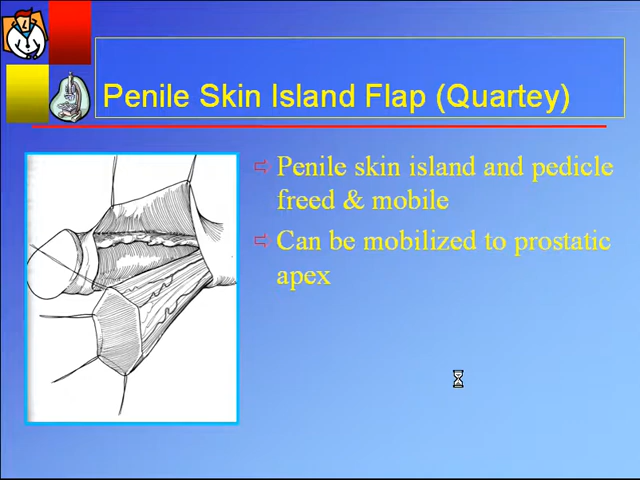 Penile Skin Island Flap (Quartey)
Penile skin island and pedicle
freed & mobile
Can be mobilized to prostatic
apex